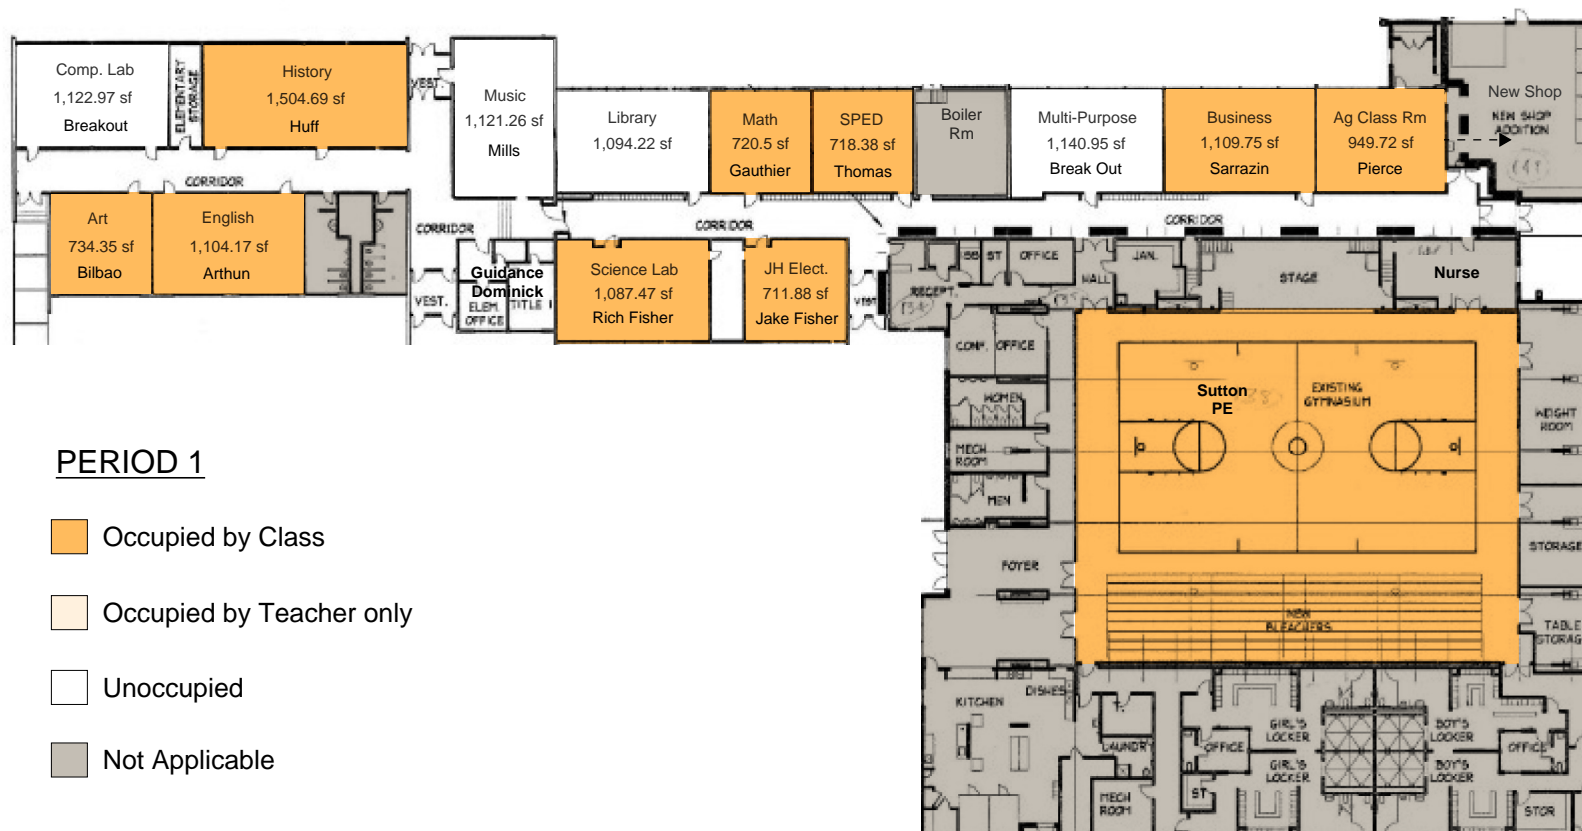 Comp. Lab
1,122.97 sf
Breakout
ELEMENTARY
STORAGE
History
1,504.69 sf
Huff
VEST.
Music
1,121.26 sf
Mills
Library
1,094.22 sf
Math
720.5 sf
Gauthier
SPED
718.38 sf
Thomas
Boiler
Rm
Multi-Purpose
1,140.95 sf
Break Out
Business
1,109.75 sf
Sarrazin
Ag Class Rm
949.72 sf
Pierce
New Shop
NEW SHOP
ADDITION
CORRIDOR
Art
734.35 sf
Bilbao
English
1,104.17 sf
Arthun
CORRIDOR
CORRIDOR
CORRIDOR
VEST.
Guidance
Dominick
ELEM.
OFFICE
TITLE I
Science Lab
1,087.47 sf
Rich Fisher
JH Elect.
711.88 sf
Jake Fisher
VEST
RECEPT.
ST
OFFICE
HALL
JAN.
STAGE
Nurse
CONF.
OFFICE
WOMEN
MECH
ROOM
MEN
FOYER
Sutton
PE
EXISTING
GYMNASIUM
NEW
BLEACHERS
WEIGHT
ROOM
STORAGE
TABLE
STORAG
KITCHEN
DISHES
LAUNDRY
MECH
ROOM
ST
GIRL'S
LOCKER
OFFICE
GIRL'S
LOCKER
BOY'S
LOCKER
OFFICE
BOY'S
LOCKER
STOR
PERIOD 1
Occupied by Class
Occupied by Teacher only
Unoccupied
Not Applicable